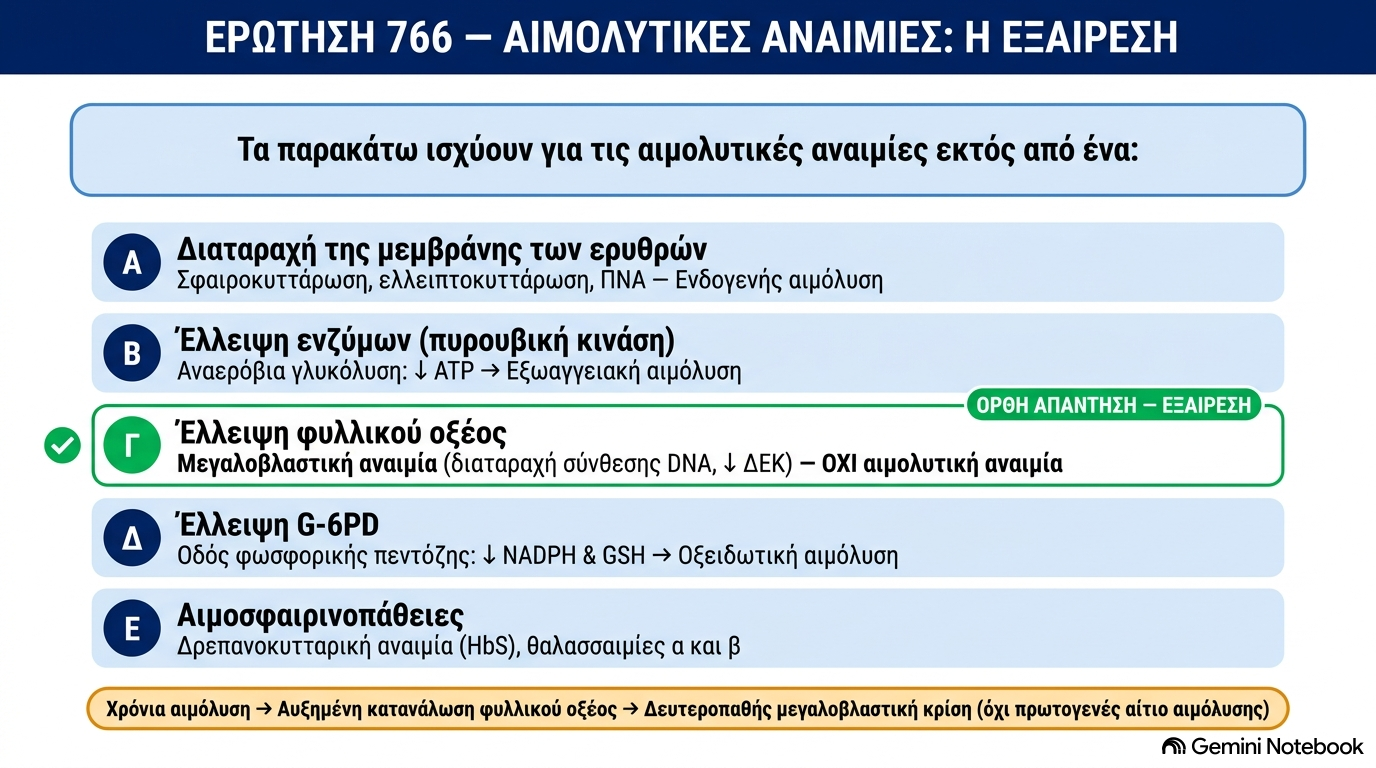 ΕΡΩΤΗΣΗ 766 — ΑΙΜΟΛΥΤΙΚΕΣ ΑΝΑΙΜΙΕΣ: Η ΕΞΑΙΡΕΣΗ
Τα παρακάτω ισχύουν για τις αιμολυτικές αναιμίες εκτός από ένα:
Α
Διαταραχή της μεμβράνης των ερυθρών
Σφαιροκυττάρωση, ελλειπτοκυττάρωση, ΠΝΑ — Ενδογενής αιμόλυση
Β
Έλλειψη ενζύμων (πυρουβική κινάση)
Αναερόβια γλυκόλυση: ↓ ATP → Εξωαγγειακή αιμόλυση
ΟΡΘΗ ΑΠΑΝΤΗΣΗ — ΕΞΑΙΡΕΣΗ
Γ
Έλλειψη φυλλικού οξέος
Μεγαλοβλαστική αναιμία (διαταραχή σύνθεσης DNA, ↓ ΔΕΚ) — ΟΧΙ αιμολυτική αναιμία
Δ
Έλλειψη G-6PD
Οδός φωσφορικής πεντόζης: ↓ NADPH & GSH → Οξειδωτική αιμόλυση
Ε
Αιμοσφαιρινοπάθειες
Δρεπανοκυτταρική αναιμία (HbS), θαλασσαιμίες α και β
Χρόνια αιμόλυση → Αυξημένη κατανάλωση φυλλικού οξέος → Δευτεροπαθής μεγαλοβλαστική κρίση (όχι πρωτογενές αίτιο αιμόλυσης)
Gemini Notebook